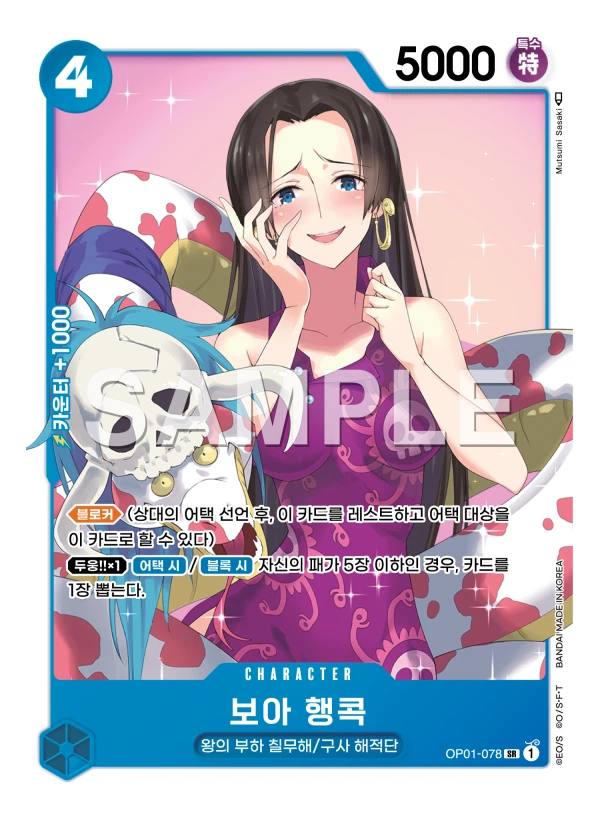 4
5000
특수
特
Mutsumi Sasaki
카운터 +1000
SAMPLE
블로커 (상대의 어택 선언 후, 이 카드를 레스트하고 어택 대상을
이 카드로 할 수 있다)
두웅!!×1 어택 시 / 블록 시 자신의 패가 5장 이하인 경우, 카드를
1장 뽑는다.
CHARACTER
보아 행콕
왕의 부하 칠무해/구사 해적단
OP01-078 SR 1
©EO/S ©O/S·F·T BANDAI MADE IN KOREA